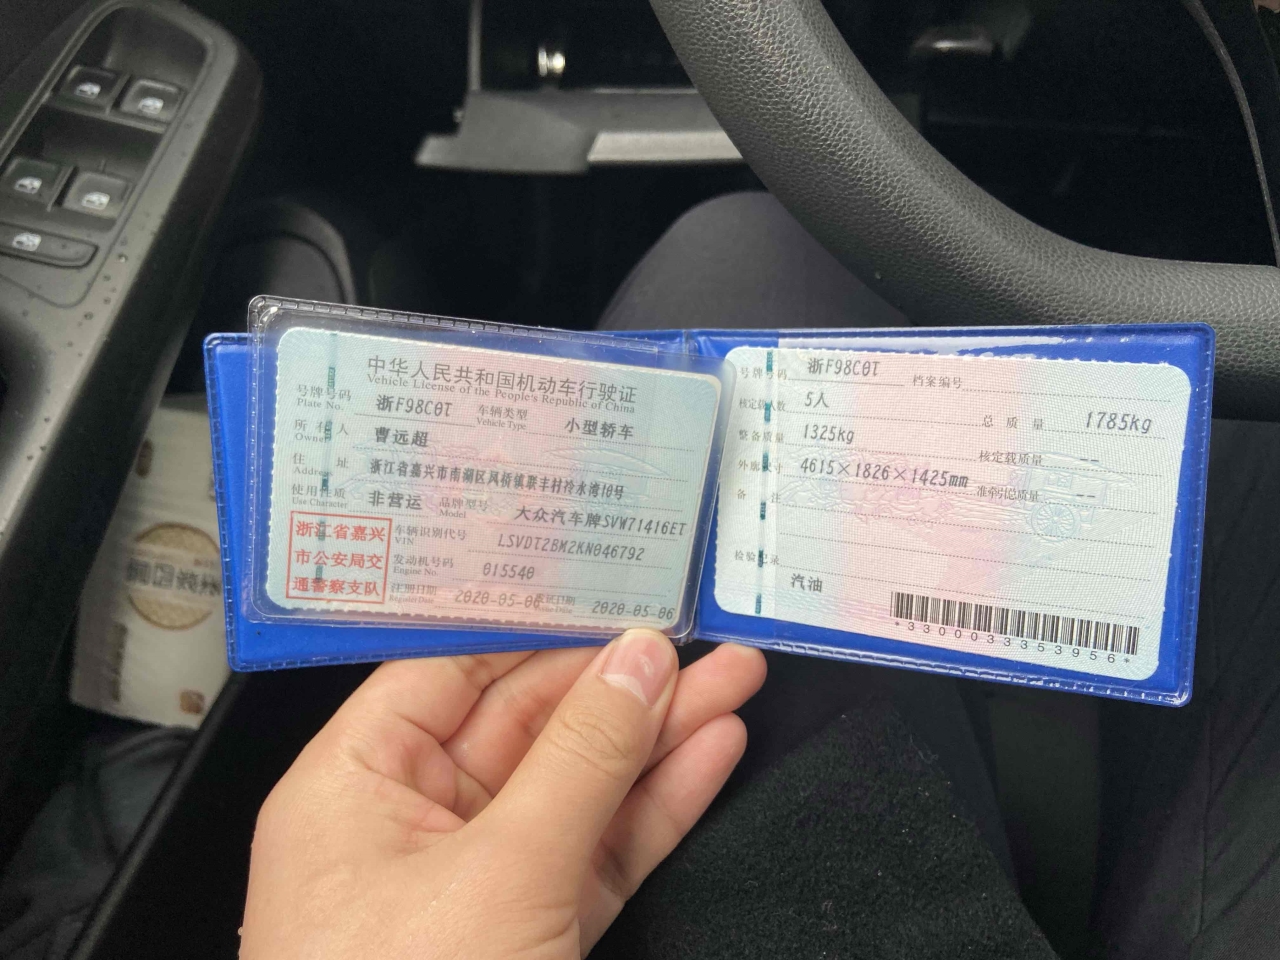 中华人民共和国机动车行驶证
Vehicle License of the People's Republic of China
号牌号码 浙F98C0T 车辆类型 小型轿车
Plate No. Vehicle Type
所有人 曹远超
Owner
住址 浙江省嘉兴市南湖区凤桥镇联丰村冷水湾10号
Address
使用性质 非营运 品牌型号 大众汽车牌SVW71416ET
Use Character Model
浙江省嘉兴
市公安局交
通警察支队
车辆识别代号 LSVDT2BM2KN046792
VIN
发动机号码 015540
Engine No.
注册日期 2020-05-06 发证日期 2020-05-06
Register Date Issue Date
号牌号码 浙F98C0T 档案编号
核定载人数 5人 总质量 1785kg
整备质量 1325kg 核定载质量 --
外廓尺寸 4615×1826×1425mm 准牵引总质量 --
备注
检验记录
汽油
*3300033353956*